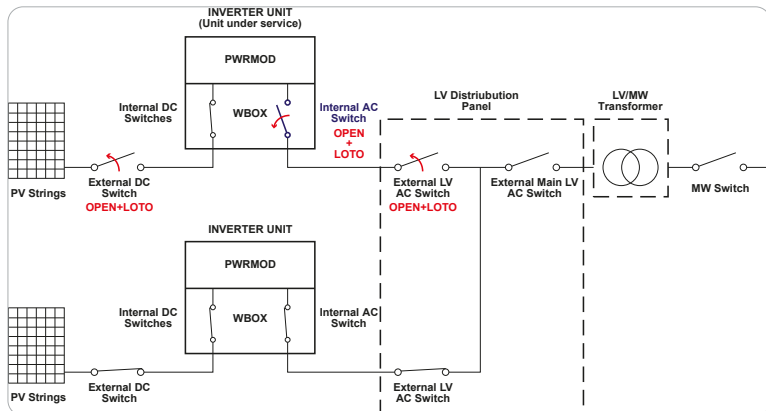 INVERTER UNIT
(Unit under service)
PWRMOD
Internal DC
Switches
WBOX
Internal AC
Switch
OPEN
+
LOTO
LV Distriubution
Panel
LV/MW
Transformer
PV Strings
External DC
Switch
OPEN+LOTO
External LV
AC Switch
OPEN+LOTO
External Main LV
AC Switch
MW Switch
INVERTER UNIT
PWRMOD
Internal DC
Switches
WBOX
Internal AC
Switch
PV Strings
External DC
Switch
External LV
AC Switch